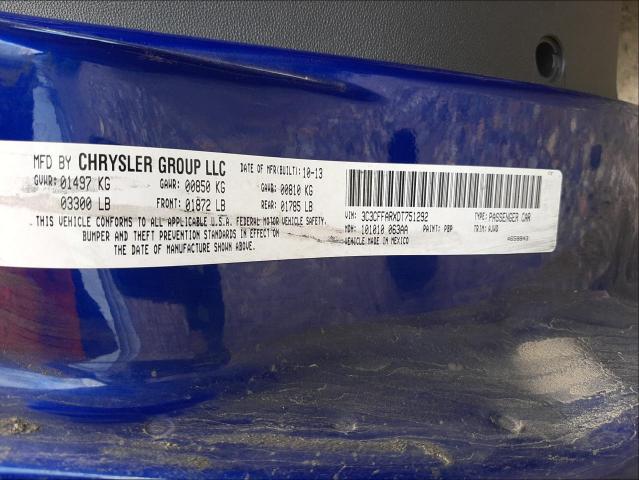 MFD BY CHRYSLER GROUP LLC DATE OF MFR(BUILT): 10-13
GVWR: 01497 KG GAWR: 00850 KG GAWR: 00810 KG
03300 LB FRONT: 01872 LB REAR: 01785 LB
. THIS VEHICLE CONFORMS TO ALL APPLICABLE U.S.A. FEDERAL MOTOR VEHICLE SAFETY,
BUMPER AND THEFT PREVENTION STANDARDS IN EFFECT ON
THE DATE OF MANUFACTURE SHOWN ABOVE.
VIN: 3C3CFFARXDT751292 TYPE: PASSENGER CAR
MDH: 101010 063AA PAINT: PBP TRIM:
VEHICLE MADE IN MEXICO